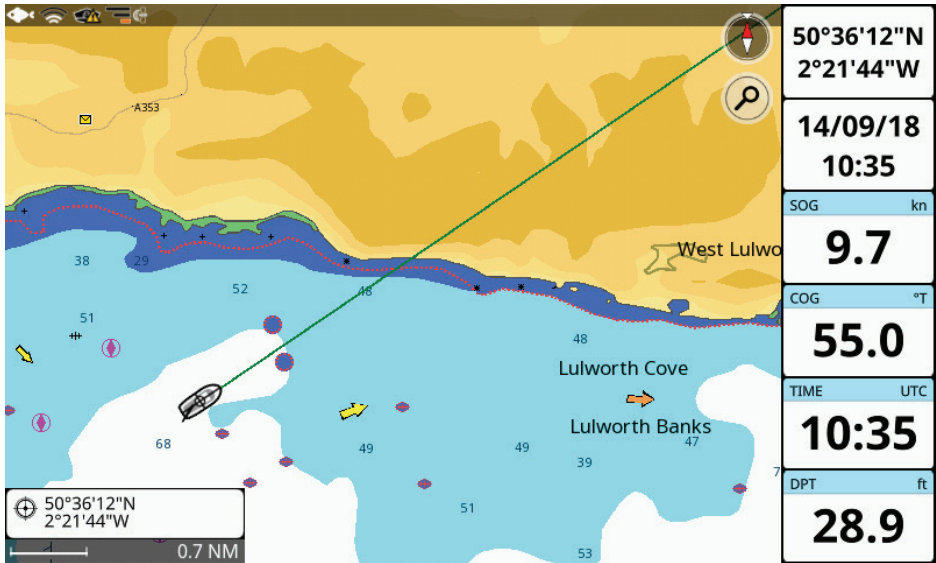 50°36'12"N
2°21'44"W
14/09/18
10:35
SOG kn
9.7
COG °T
55.0
TIME UTC
10:35
DPT ft
28.9
A353
West Lulwo
38 29
52
48
51
48
Lulworth Cove
Lulworth Banks
68
49
49
47
39
7
51
53
50°36'12"N
2°21'44"W
0.7 NM